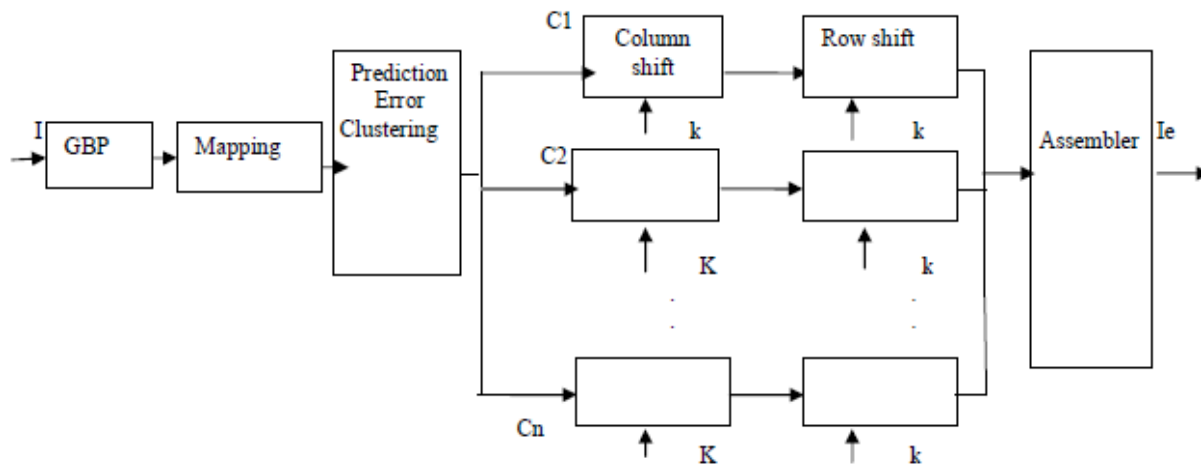 C1
Column
shift
Row shift
Prediction
Error
Clustering
I
GBP
Mapping
k
k
Assembler
Ie
C2
K
k
.
.
.
.
Cn
K
k